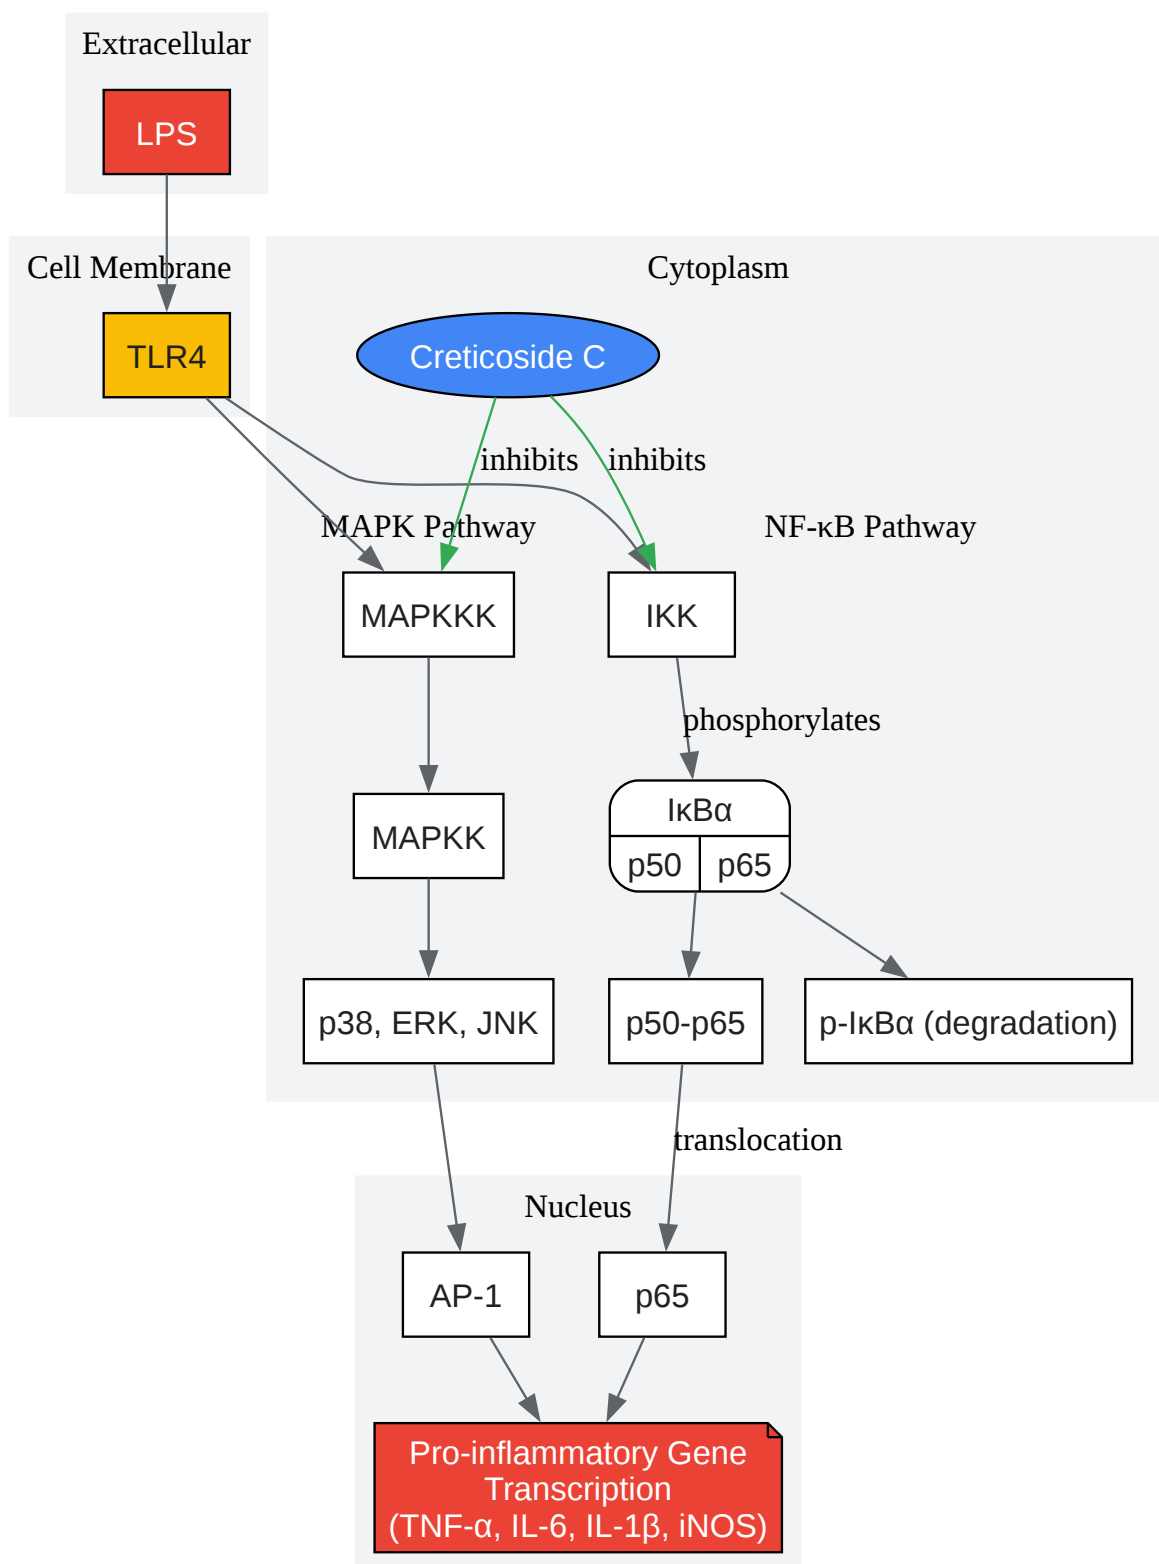 Extracellular
LPS
Cell Membrane
Cytoplasm
TLR4
Creticoside C
inhibits
inhibits
MAPK Pathway
NF-κB Pathway
MAPKKK
IKK
phosphorylates
IκBα
MAPKK
p50
p65
p38, ERK, JNK
p50-p65
p-IκBα (degradation)
translocation
Nucleus
AP-1
p65
Pro-inflammatory Gene
Transcription
(TNF-α, IL-6, IL-1β, iNOS)